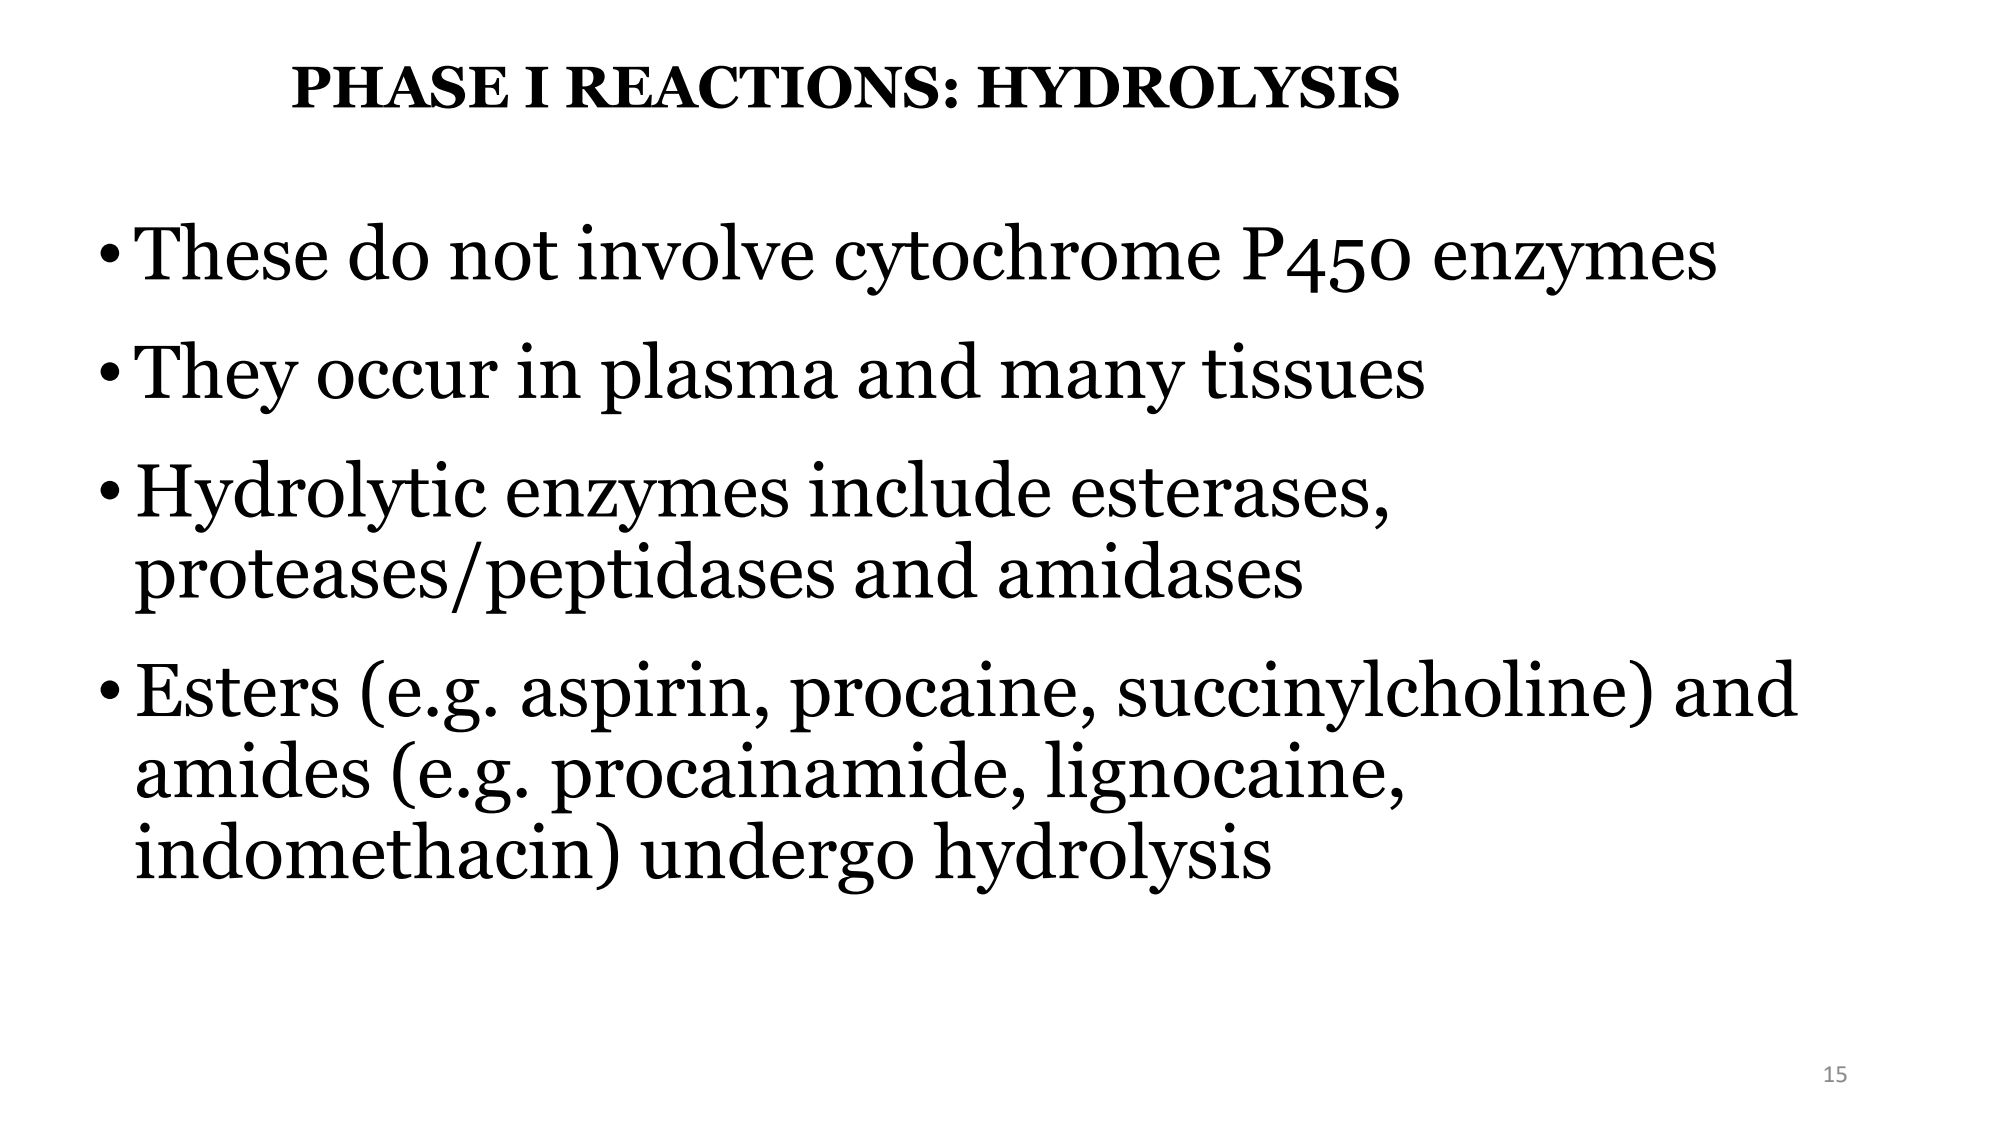 PHASE I REACTIONS: HYDROLYSIS
• These do not involve cytochrome P450 enzymes
• They occur in plasma and many tissues
• Hydrolytic enzymes include esterases,
proteases/peptidases and amidases
• Esters (e.g. aspirin, procaine, succinylcholine) and
amides (e.g. procainamide, lignocaine,
indomethacin) undergo hydrolysis
15